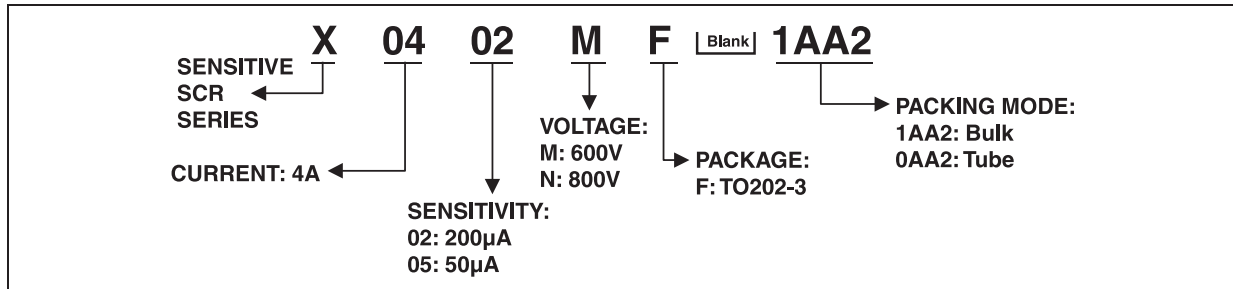 X 04 02 M F Blank 1AA2
SENSITIVE
SCR
SERIES
CURRENT: 4A
SENSITIVITY:
02: 200µA
05: 50µA
VOLTAGE:
M: 600V
N: 800V
PACKAGE:
F: TO202-3
PACKING MODE:
1AA2: Bulk
0AA2: Tube